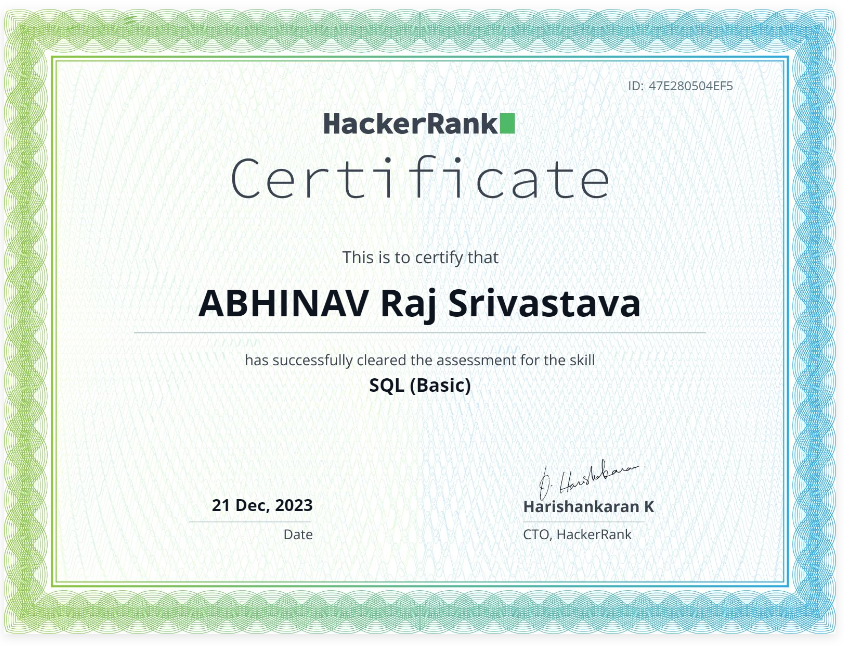 ID: 47E280504EF5
HackerRank
Certificate
This is to certify that
ABHINAV Raj Srivastava
has successfully cleared the assessment for the skill
SQL (Basic)
21 Dec, 2023
Date
Harishankaran K
CTO, HackerRank